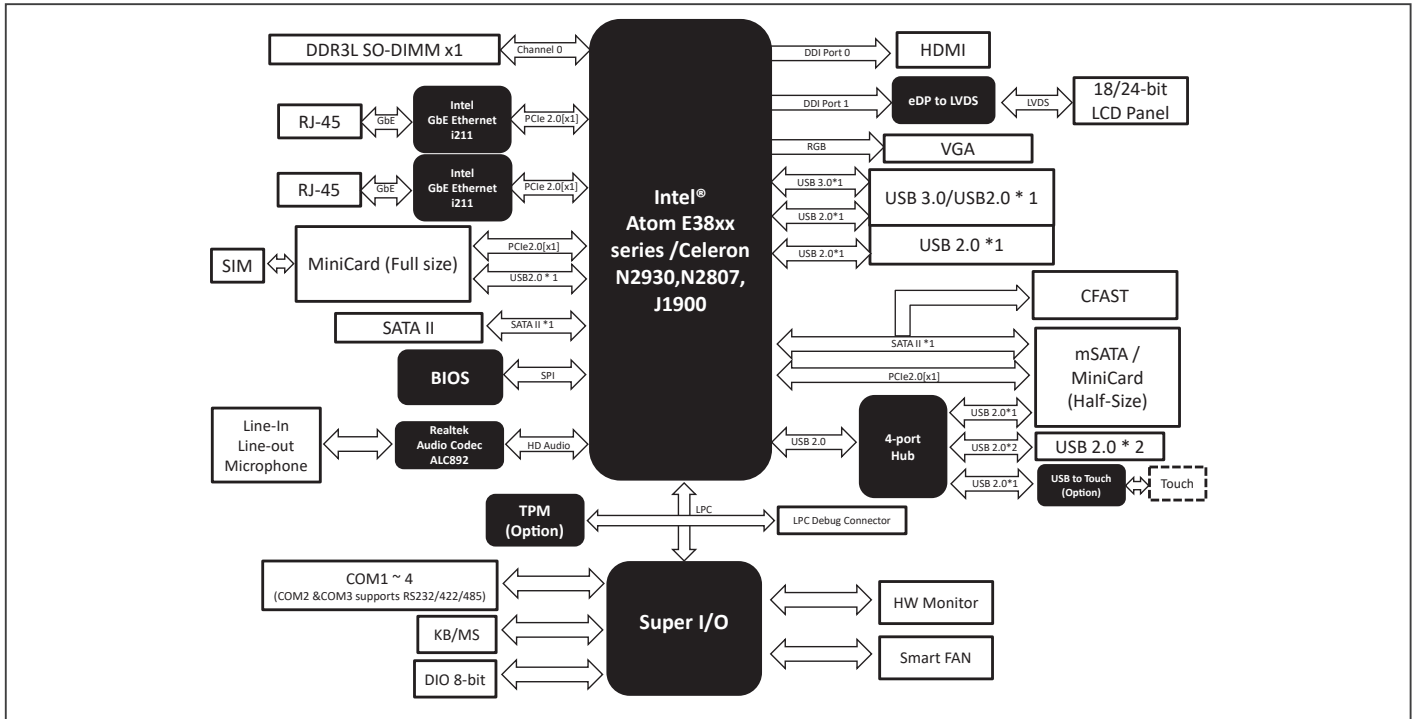 DDR3L SO-DIMM x1
Channel 0
RJ-45
GbE
Intel
GbE Ethernet
i211
PCIe 2.0[x1]
RJ-45
GbE
Intel
GbE Ethernet
i211
PCIe 2.0[x1]
SIM
MiniCard (Full size)
PCIe2.0[x1]
USB2.0 * 1
SATA II
SATA II *1
BIOS
SPI
Line-In
Line-out
Microphone
Realtek
Audio Codec
ALC892
HD Audio
Intel®
Atom E38xx
series /Celeron
N2930,N2807,
J1900
DDI Port 0
HDMI
DDI Port 1
eDP to LVDS
LVDS
18/24-bit
LCD Panel
RGB
VGA
USB 3.0*1
USB 2.0*1
USB 3.0/USB2.0 * 1
USB 2.0*1
USB 2.0 *1
CFAST
SATA II *1
PCIe2.0[x1]
mSATA /
MiniCard
(Half-Size)
USB 2.0
4-port
Hub
USB 2.0*1
USB 2.0*2
USB 2.0 * 2
USB 2.0*1
USB to Touch
(Option)
Touch
TPM
(Option)
LPC
LPC Debug Connector
COM1 ~ 4
(COM2 &COM3 supports RS232/422/485)
KB/MS
DIO 8-bit
Super I/O
HW Monitor
Smart FAN